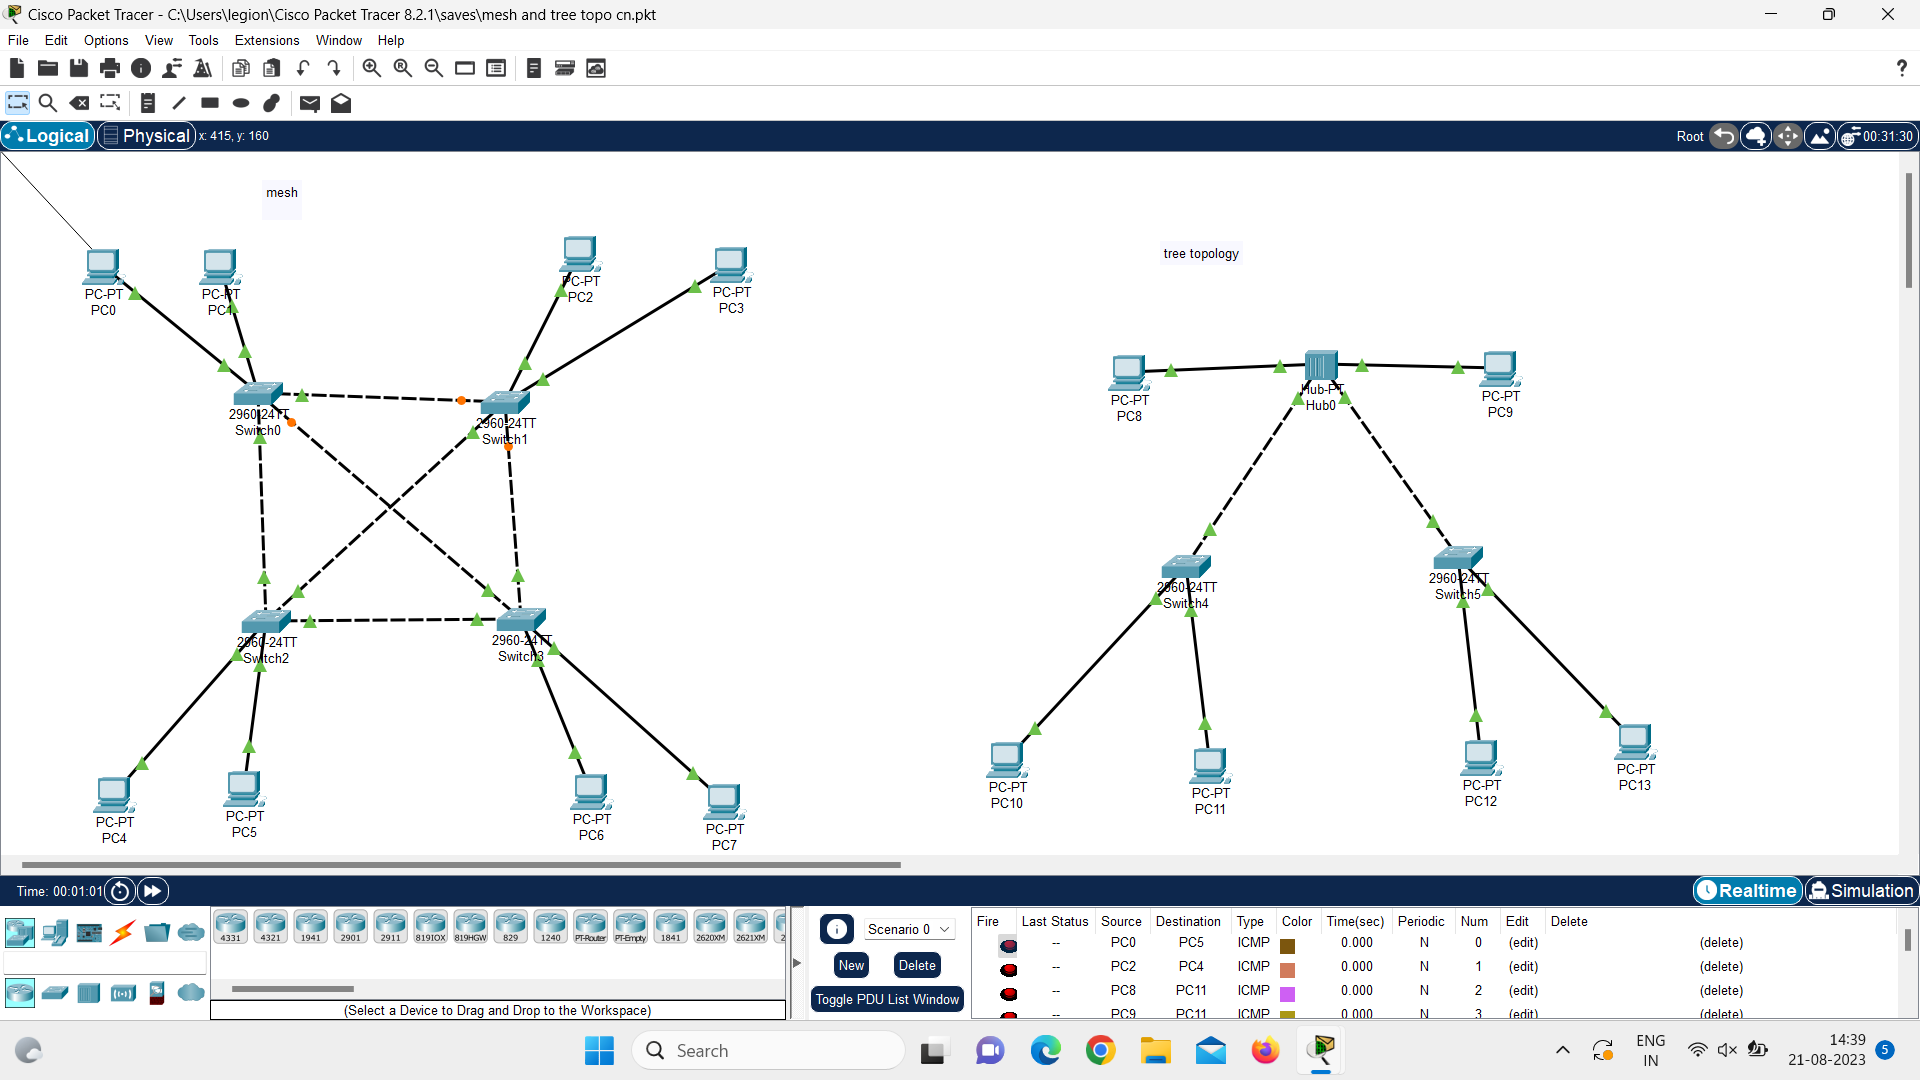 Cisco Packet Tracer - C:\Users\legion\Cisco Packet Tracer 8.2.1\saves\mesh and tree topo cn.pkt
File Edit Options View Tools Extensions Window Help
Logical Physical x: 415, y: 160 Root 00:31:30
mesh
tree topology
PC-PT
PC0
PC-PT
PC1
PC-PT
PC2
PC-PT
PC3
2960-24TT
Switch0
2960-24TT
Switch1
2960-24TT
Switch2
2960-24TT
Switch3
PC-PT
PC4
PC-PT
PC5
PC-PT
PC6
PC-PT
PC7
PC-PT
PC8
Hub-PT
Hub0
PC-PT
PC9
2960-24TT
Switch4
2960-24TT
Switch5
PC-PT
PC10
PC-PT
PC11
PC-PT
PC12
PC-PT
PC13
Time: 00:01:01 Realtime Simulation
4331 4321 1941 2901 2911 819IOX 819HGW 829 1240 PT-Router PT-Empty 1841 2620XM 2621XM 2
(Select a Device to Drag and Drop to the Workspace)
Scenario 0
New Delete
Toggle PDU List Window
Fire Last Status Source Destination Type Color Time(sec) Periodic Num Edit Delete
-- PC0 PC5 ICMP 0.000 N 0 (edit) (delete)
-- PC2 PC4 ICMP 0.000 N 1 (edit) (delete)
-- PC8 PC11 ICMP 0.000 N 2 (edit) (delete)
-- PC9 PC11 ICMP 0.000 N 3 (edit) (delete)
Search
ENG
IN
14:39
21-08-2023
5